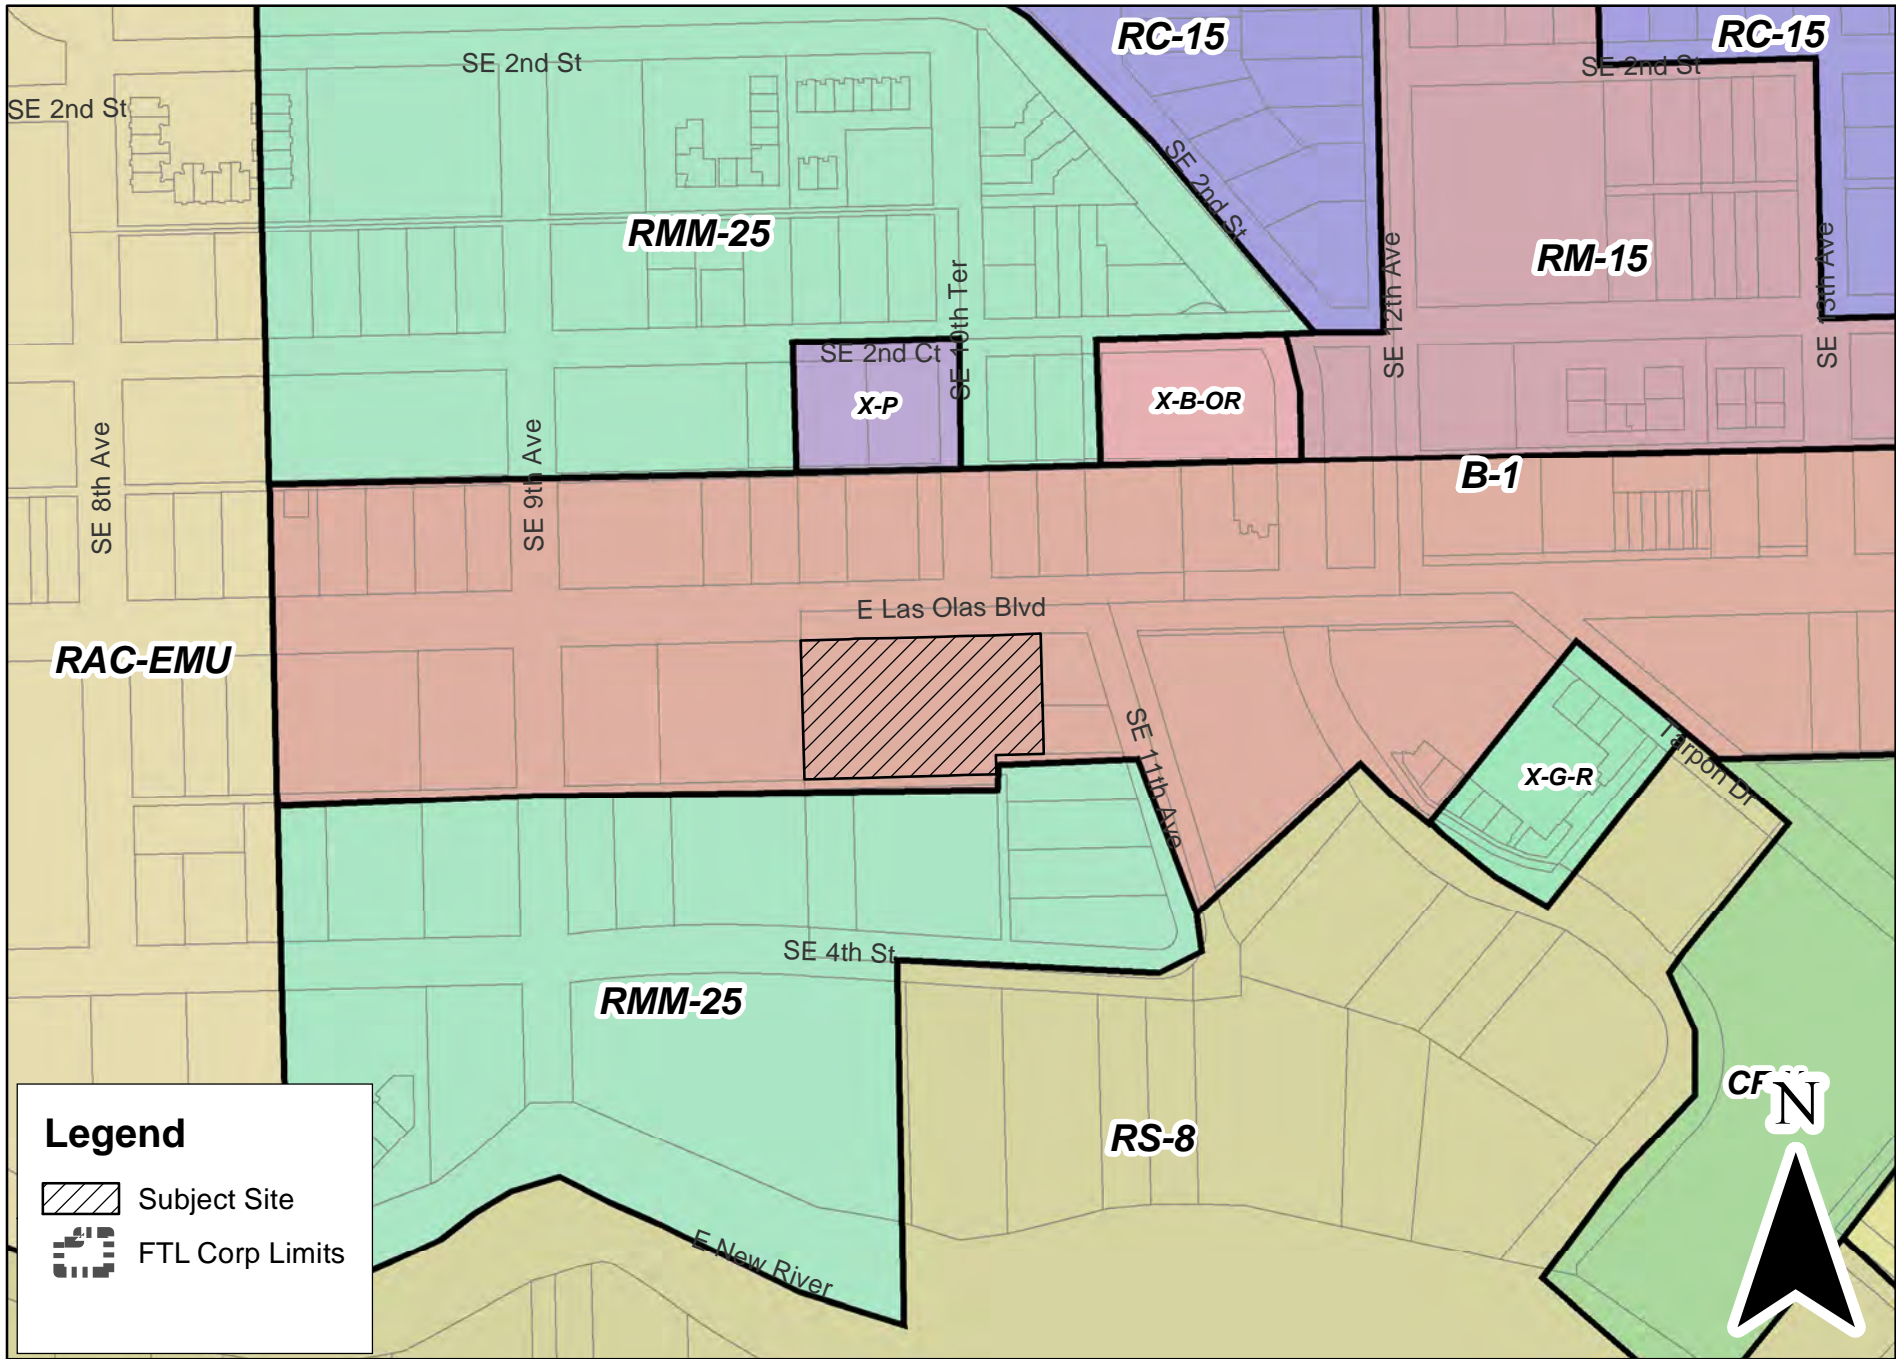 RC-15
RC-15
SE 2nd St
SE 2nd St
SE 2nd St
SE 2nd St
RMM-25
RM-15
SE 10th Ter
SE 12th Ave
SE 13th Ave
SE 2nd Ct
X-P
X-B-OR
SE 8th Ave
SE 9th Ave
B-1
E Las Olas Blvd
RAC-EMU
SE 11th Ave
Tarpon Dr
X-G-R
SE 4th St
RMM-25
RS-8
N
E New River
Legend
Subject Site
FTL Corp Limits